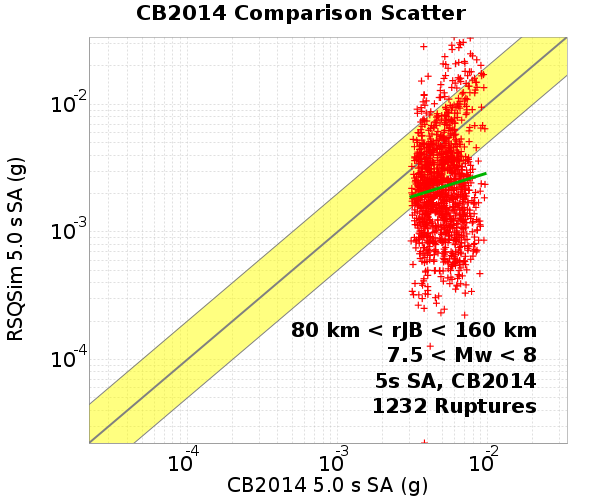 CB2014 Comparison Scatter
RSQSim 5.0 s SA (g)
10-2
10-3
10-4
80 km < rJB < 160 km
7.5 < Mw < 8
5s SA, CB2014
1232 Ruptures
10-4 10-3 10-2
CB2014 5.0 s SA (g)